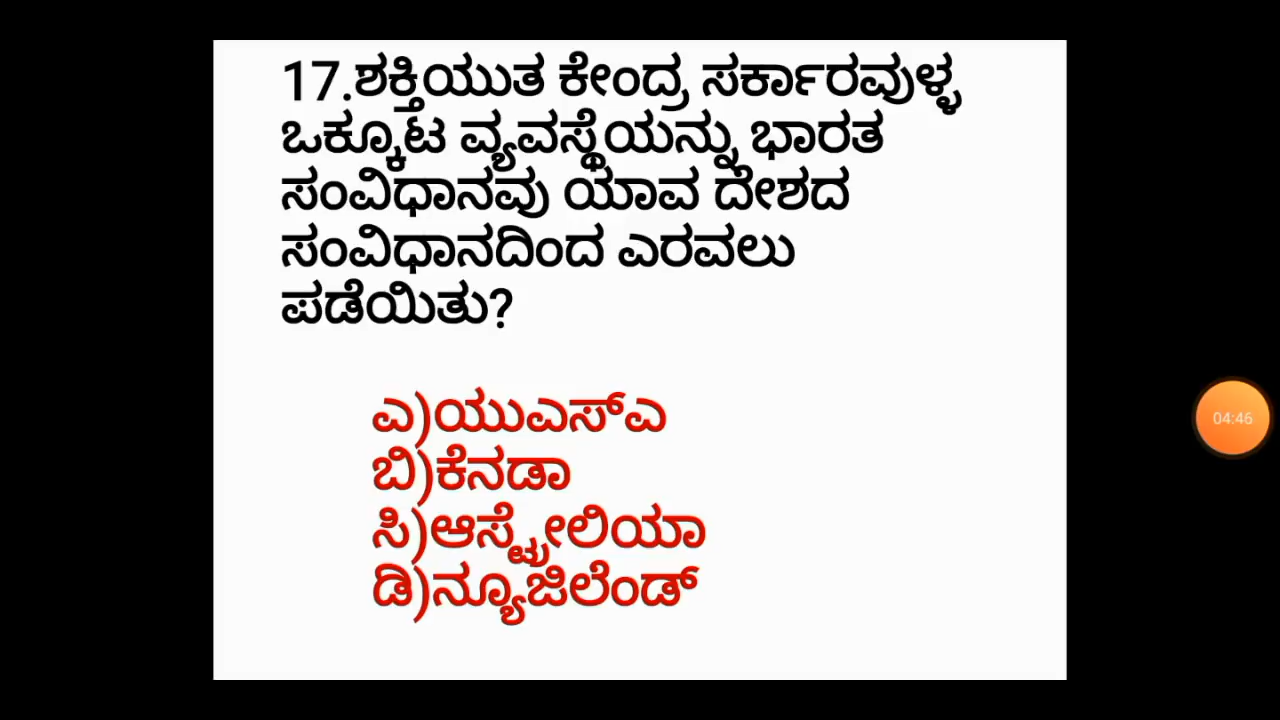 17.ಶಕ್ತಿಯುತ ಕೇಂದ್ರ ಸರ್ಕಾರವುಳ್ಳ
ಒಕ್ಕೂಟ ವ್ಯವಸ್ಥೆಯನ್ನು ಭಾರತ
ಸಂವಿಧಾನವು ಯಾವ ದೇಶದ
ಸಂವಿಧಾನದಿಂದ ಎರವಲು
ಪಡೆಯಿತು?
ಎ)ಯುಎಸ್ಎ
ಬಿ)ಕೆನಡಾ
ಸಿ)ಆಸ್ಟ್ರೇಲಿಯಾ
ಡಿ)ನ್ಯೂಜಿಲೆಂಡ್
04:46